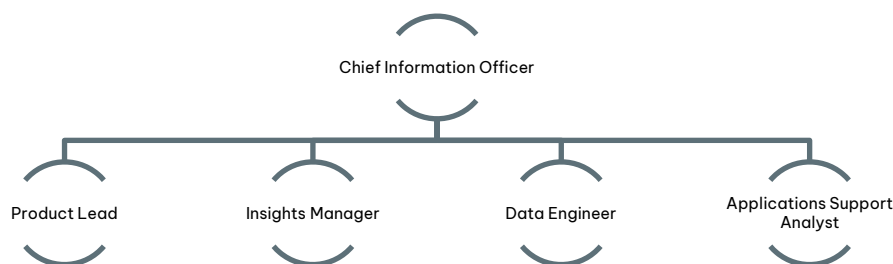 Chief Information Officer
Product Lead
Insights Manager
Data Engineer
Applications Support
Analyst